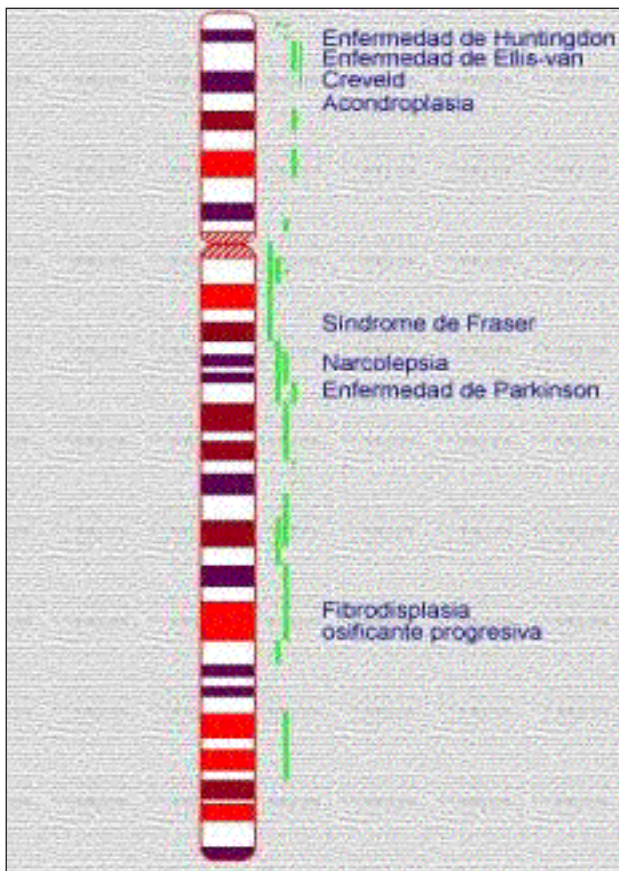 Enfermedad de Huntingdon
Enfermedad de Ellis-van
Creveld
Acondroplasia
Síndrome de Fraser
Narcolepsia
Enfermedad de Parkinson
Fibrodisplasia
osificante progresiva